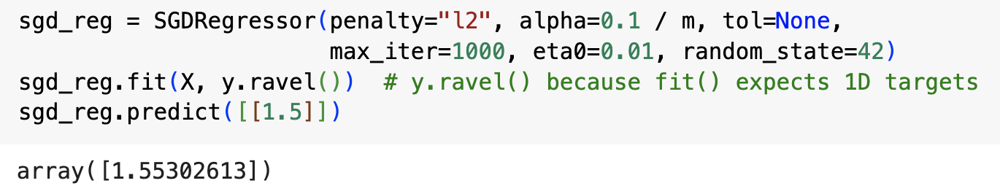 sgd_reg = SGDRegressor(penalty="l2", alpha=0.1 / m, tol=None,
                       max_iter=1000, eta0=0.01, random_state=42)
sgd_reg.fit(X, y.ravel())  # y.ravel() because fit() expects 1D targets
sgd_reg.predict([[1.5]])
array([1.55302613])